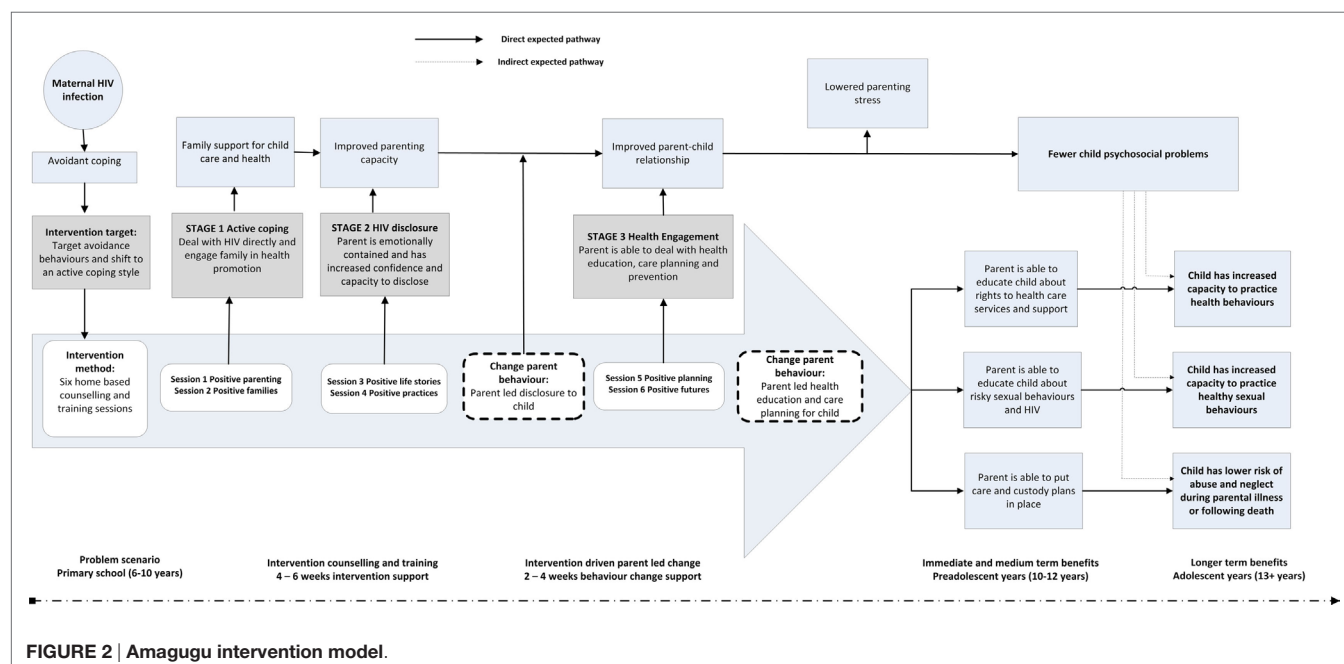 Direct expected pathway
Indirect expected pathway
Maternal HIV
infection
Avoidant coping
Intervention target:
Target avoidance
behaviours and shift to
an active coping style
Intervention
method:
Six home based
counselling and
training sessions
Family support for child
care and health
STAGE 1 Active coping
Deal with HIV directly and
engage family in health
promotion
Session 1 Positive parenting
Session 2 Positive families
Improved parenting
capacity
STAGE 2 HIV disclosure
Parent is emotionally
contained and has
increased confidence and
capacity to disclose
Session 3 Positive life stories
Session 4 Positive practices
Change parent
behaviour:
Parent led disclosure to
child
Improved parent-child
relationship
STAGE 3 Health Engagement
Parent is able to deal with health
education, care planning and
prevention
Session 5 Positive planning
Session 6 Positive futures
Change parent
behaviour:
Parent led health
education and care
planning for child
Lowered parenting
stress
Fewer child psychosocial problems
Parent is able to
educate child about
rights to health care
services and support
Child has increased
capacity to practice
health behaviours
Parent is able to
educate child about
risky sexual behaviours
and HIV
Child has increased
capacity to practice
healthy sexual
behaviours
Parent is able to put
care and custody plans
in place
Child has lower risk of
abuse and neglect
during parental illness
or following death
Problem scenario
Primary school (6-10 years)
Intervention counselling and training
4 – 6 weeks intervention support
Intervention driven parent led change
2 – 4 weeks behaviour change support
Immediate and medium term benefits
Preadolescent years (10-12 years)
Longer term benefits
Adolescent years (13+ years)
FIGURE 2 | Amagugu intervention model.